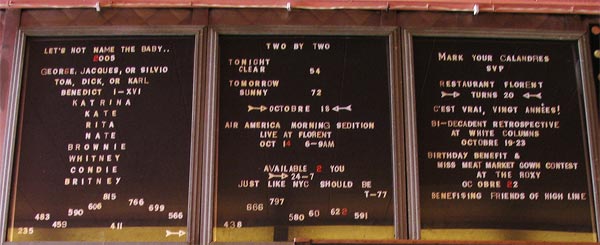 LET'S NOT NAME THE BABY..
2005
GEORGE, JACQUES, OR SILVIO
TOM, DICK, OR KARL
BENEDICT I-XVI
KATRINA
KATE
RITA
NATE
BROWNIE
WHITNEY
CONDIE
BRITNEY
815
606 766 699
483 590 566
235 459 411
TWO BY TWO
TONIGHT
CLEAR 54
TOMORROW
SUNNY 72
OCTOBRE 18
AIR AMERICA MORNING SEDITION
LIVE AT FLORENT
OCT 14 6-9AM
AVAILABLE 2 YOU
24-7
JUST LIKE NYC SHOULD BE
T-77
666 797
580 60 628 591
438
MARK YOUR CALANDRES
SVP
RESTAURANT FLORENT
TURNS 20
C'EST VRAI, VINGT ANNÉES!
BI-DECADENT RETROSPECTIVE
AT WHITE COLUMNS
OCTOBRE 19-23
BIRTHDAY BENEFIT &
MISS MEAT MARKET GOWN CONTEST
AT THE ROXY
OC OBRE 22
BENEFISING FRIENDS OF HIGH LINE